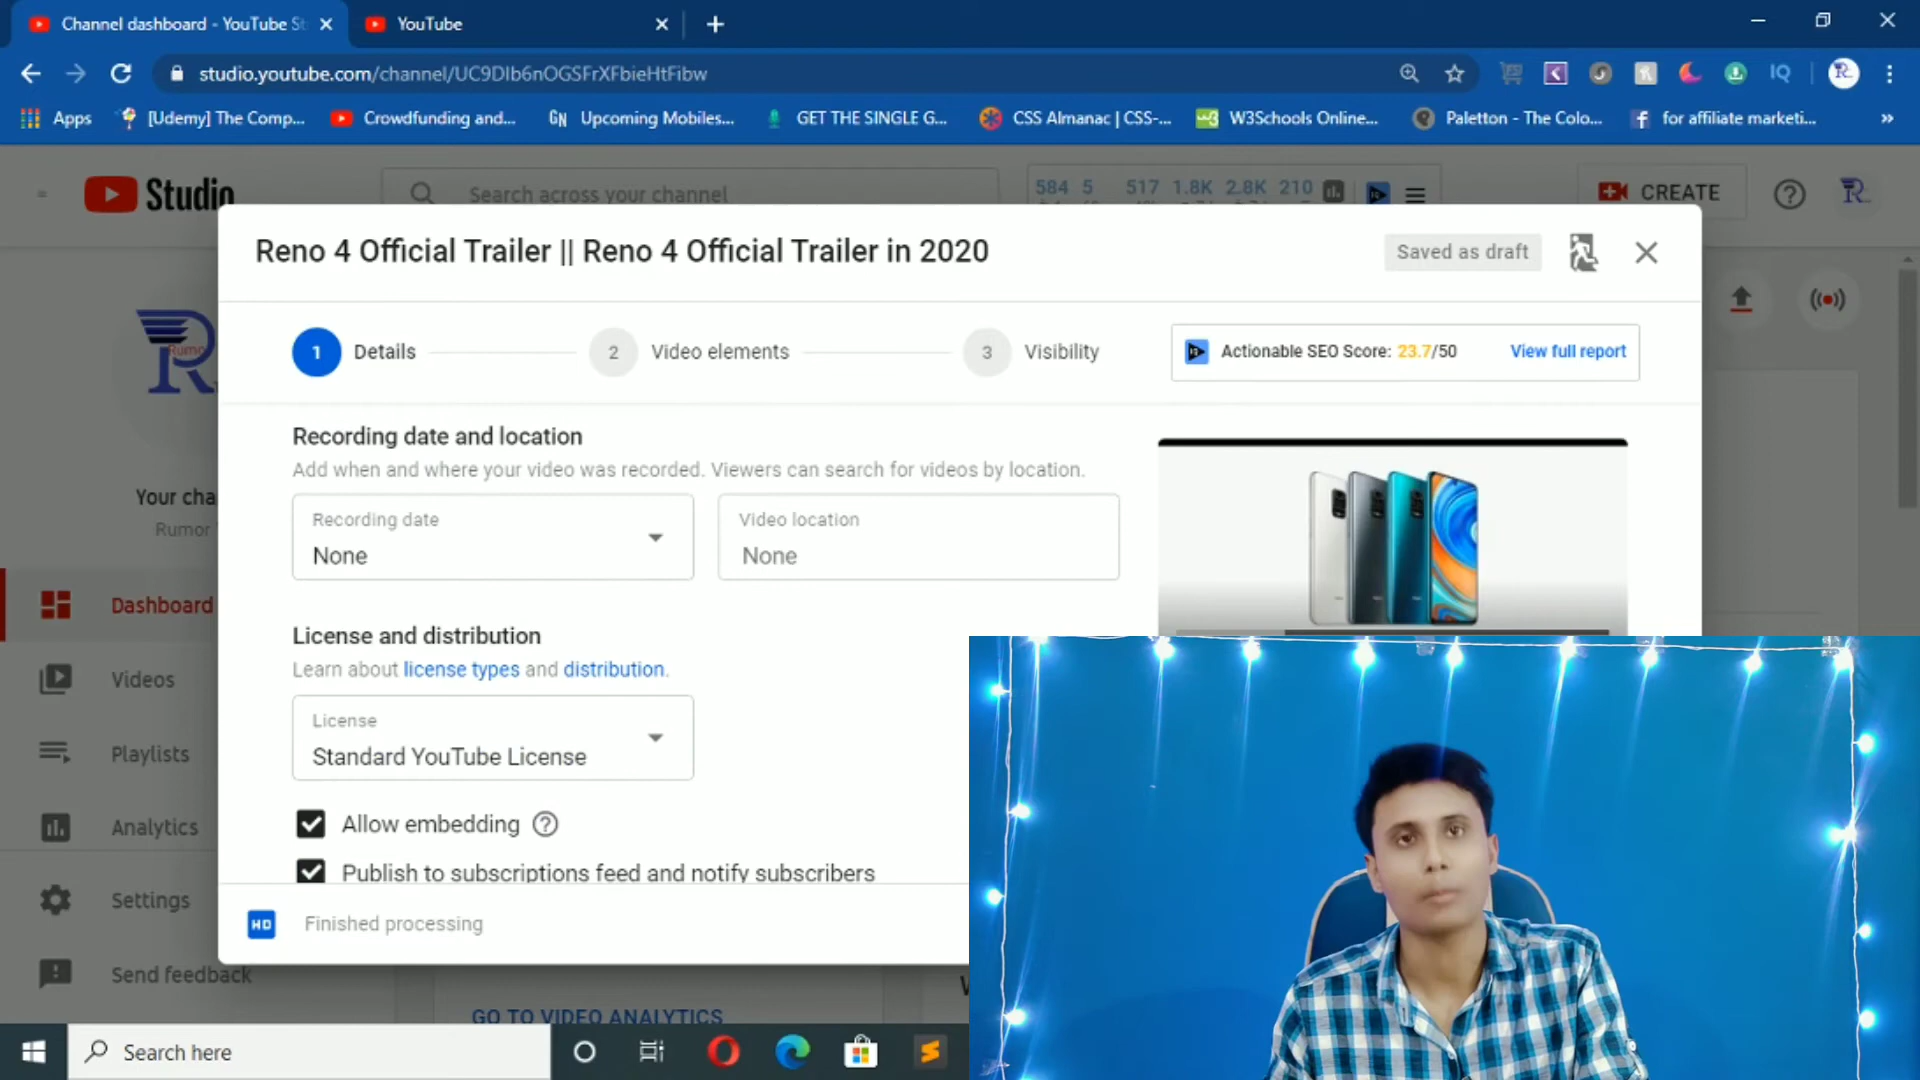 Channel dashboard - YouTube St
YouTube
studio.youtube.com/channel/UC9DIb6nOGSFrXFbieHtFibw
IQ
Apps
[Udemy] The Comp...
Crowdfunding and...
GN Upcoming Mobiles...
GET THE SINGLE G...
CSS Almanac | CSS-...
W3Schools Online...
Paletton - The Colo...
for affiliate marketi...
»
Studio
Search across your channel
584 5 517 1.8K 2.8K 210
CREATE
Reno 4 Official Trailer || Reno 4 Official Trailer in 2020
Saved as draft
1 Details
2 Video elements
3 Visibility
Actionable SEO Score: 23.7/50
View full report
Rumor
Recording date and location
Add when and where your video was recorded. Viewers can search for videos by location.
Recording date
None
Video location
None
Your cha
Rumor
License and distribution
Learn about license types and distribution.
License
Standard YouTube License
Allow embedding
Publish to subscriptions feed and notify subscribers
HD Finished processing
Dashboard
Videos
Playlists
Analytics
Settings
Send feedback
GO TO VIDEO ANALYTICS
Search here